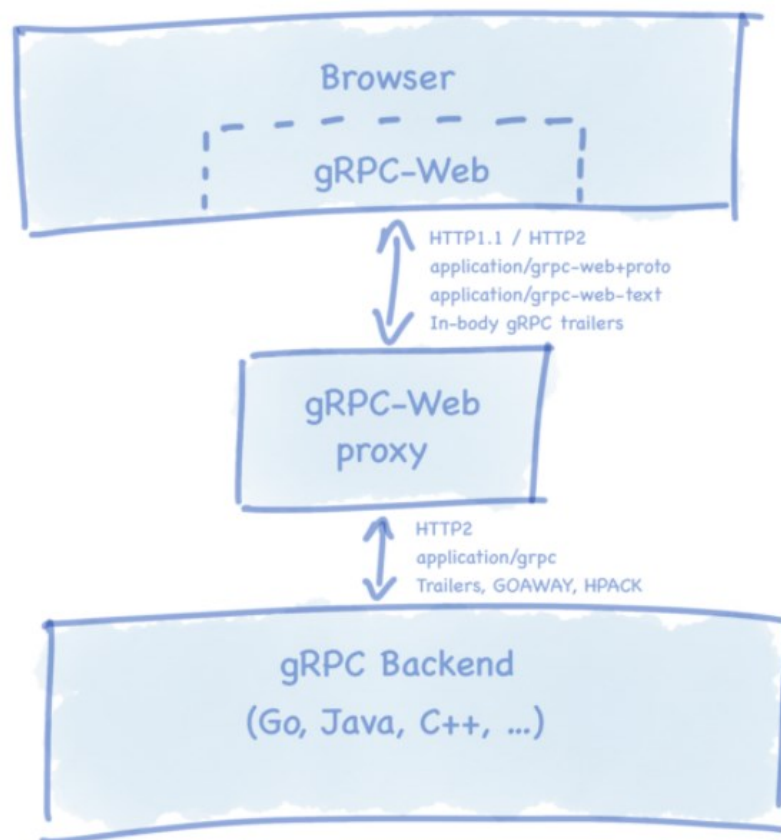 Browser
gRPC-Web
HTTP1.1 / HTTP2
application/grpc-web+proto
application/grpc-web-text
In-body gRPC trailers
gRPC-Web
proxy
HTTP2
application/grpc
Trailers, GOAWAY, HPACK
gRPC Backend
(Go, Java, C++, ...)